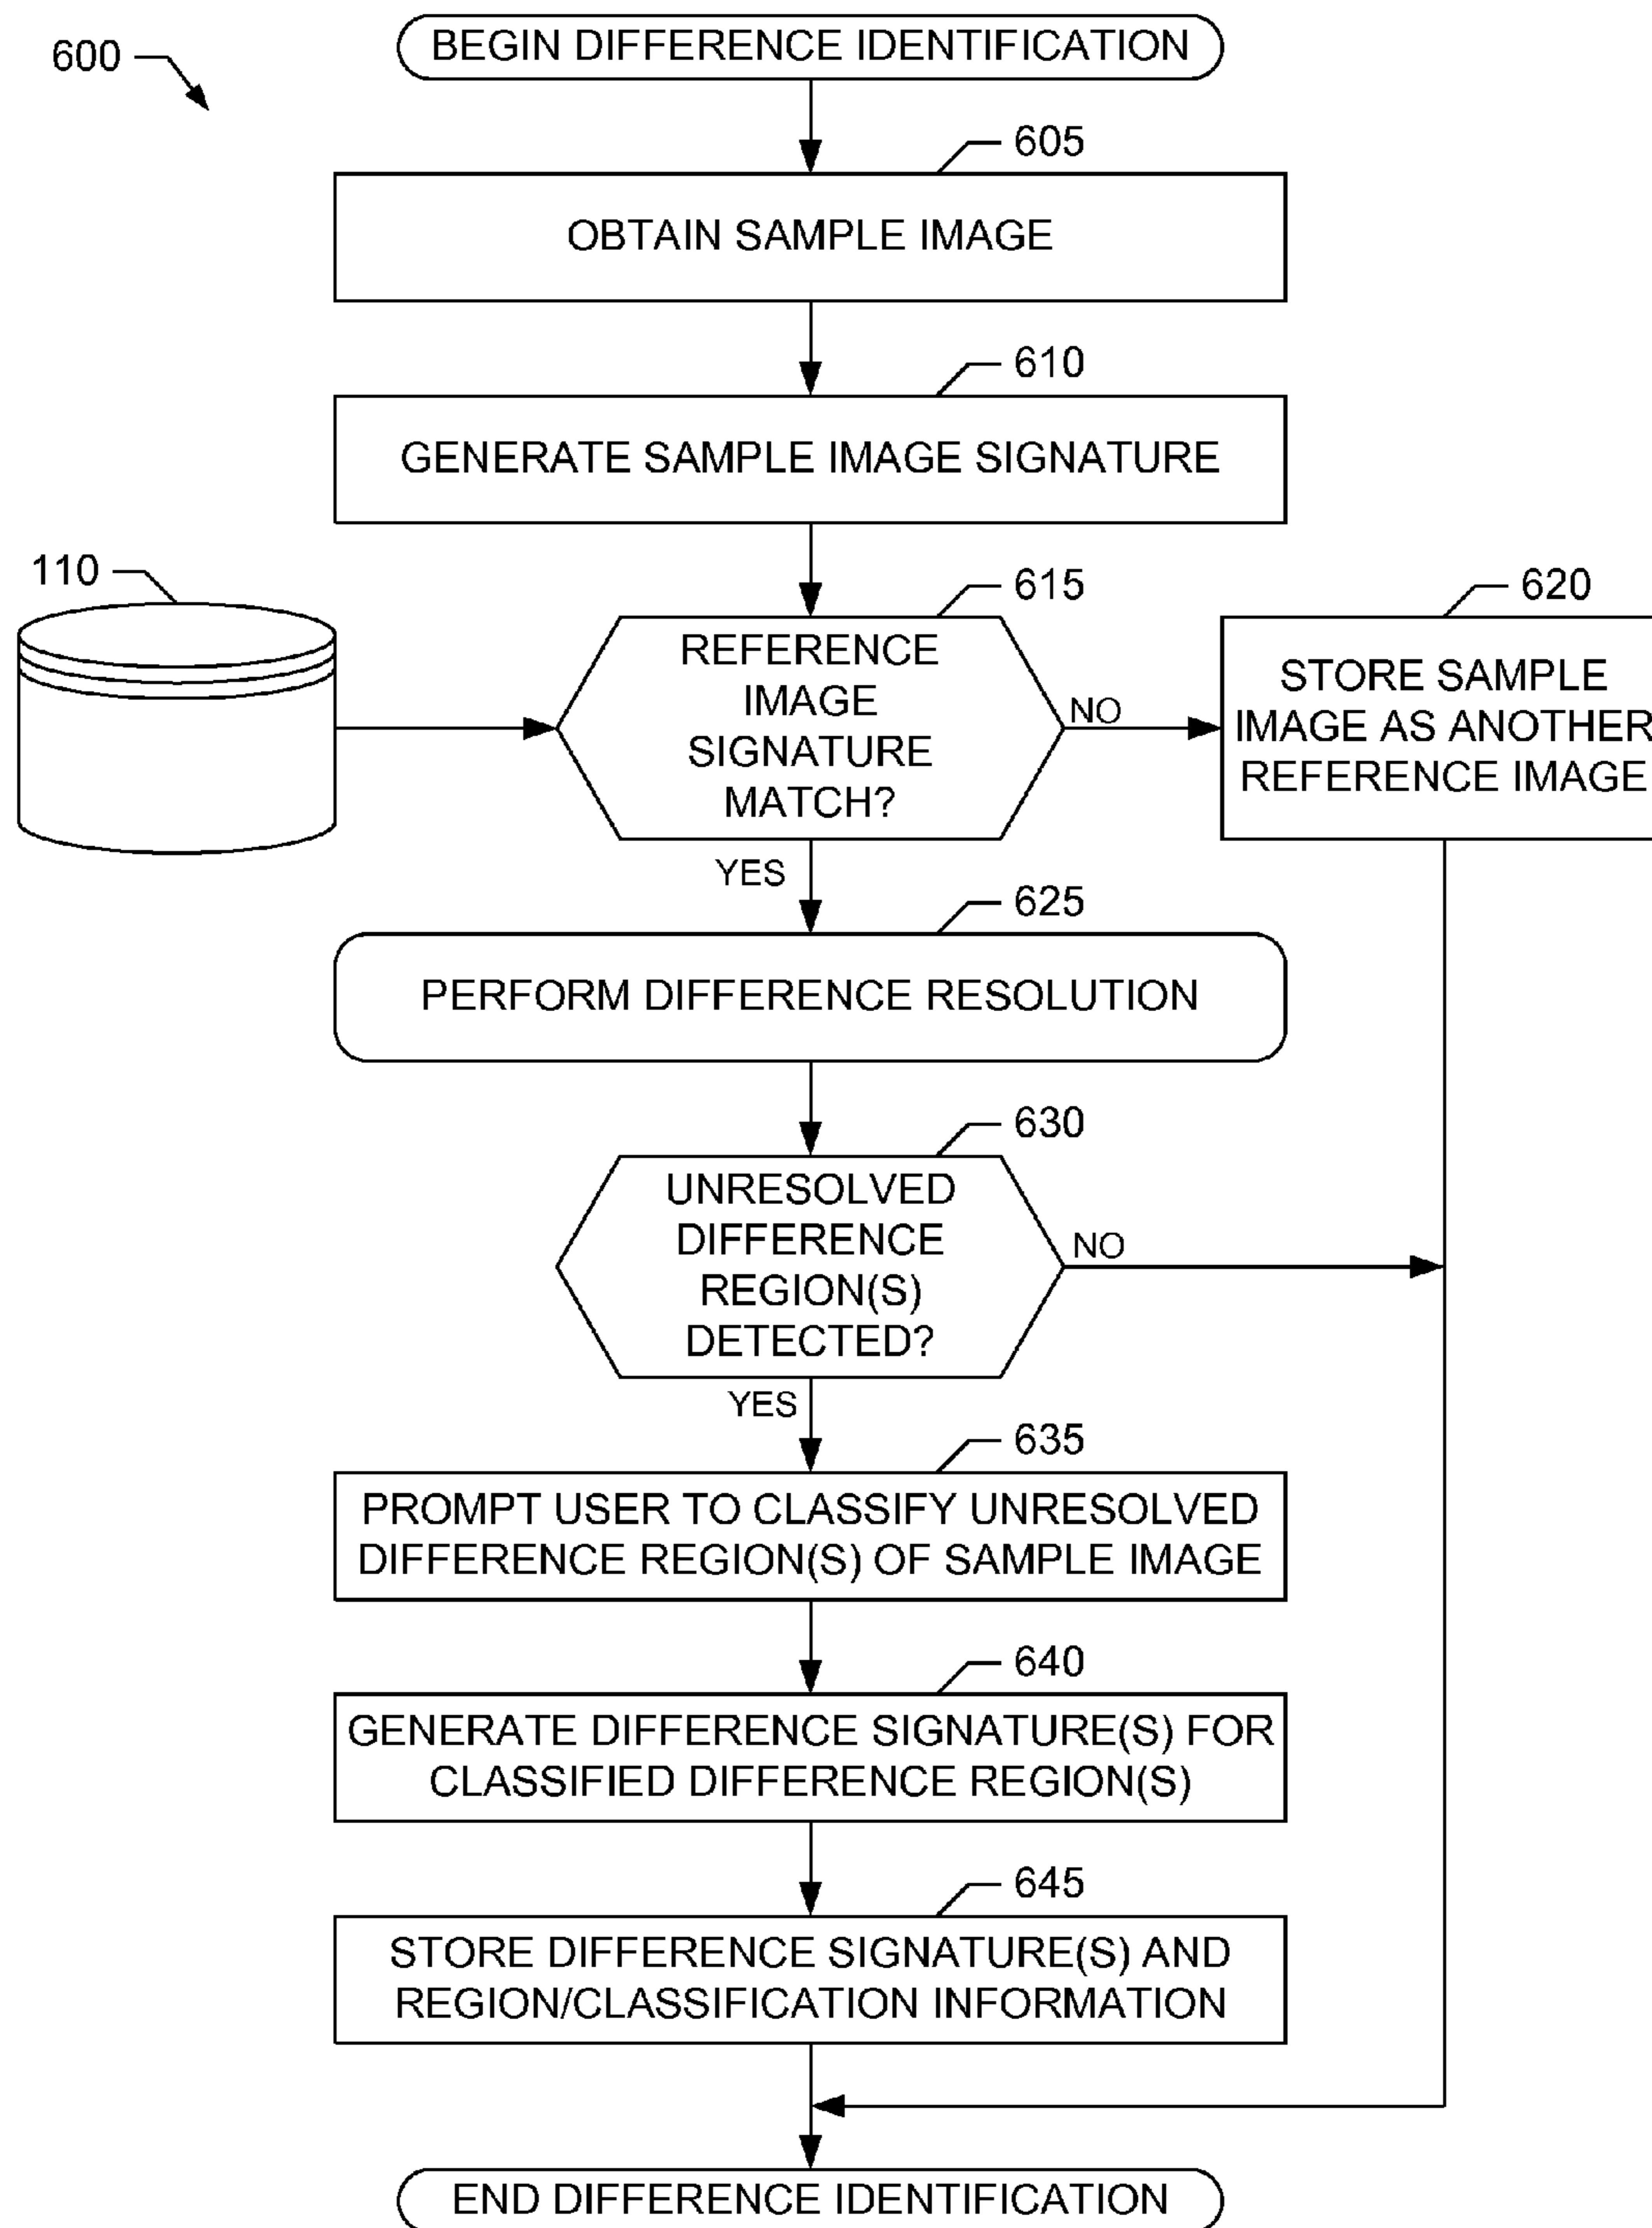 600
BEGIN DIFFERENCE IDENTIFICATION
605
OBTAIN SAMPLE IMAGE
610
GENERATE SAMPLE IMAGE SIGNATURE
110
615
REFERENCE
IMAGE
SIGNATURE
MATCH?
NO
620
STORE SAMPLE
IMAGE AS ANOTHER
REFERENCE IMAGE
YES
625
PERFORM DIFFERENCE RESOLUTION
630
UNRESOLVED
DIFFERENCE
REGION(S)
DETECTED?
NO
YES
635
PROMPT USER TO CLASSIFY UNRESOLVED
DIFFERENCE REGION(S) OF SAMPLE IMAGE
640
GENERATE DIFFERENCE SIGNATURE(S) FOR
CLASSIFIED DIFFERENCE REGION(S)
645
STORE DIFFERENCE SIGNATURE(S) AND
REGION/CLASSIFICATION INFORMATION
END DIFFERENCE IDENTIFICATION